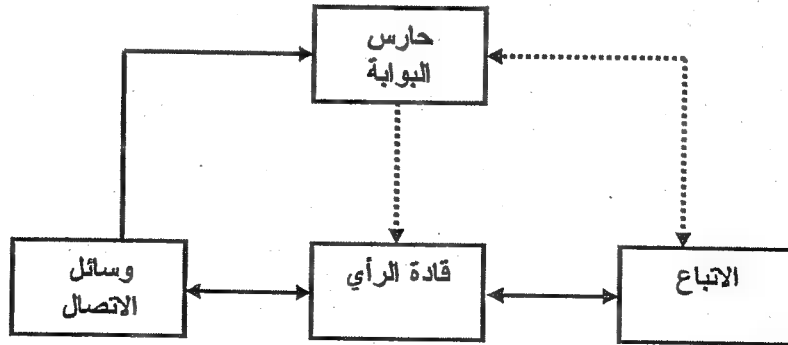 حارس
البوابة
وسائل
الاتصال
قادة الرأي
الاتباع